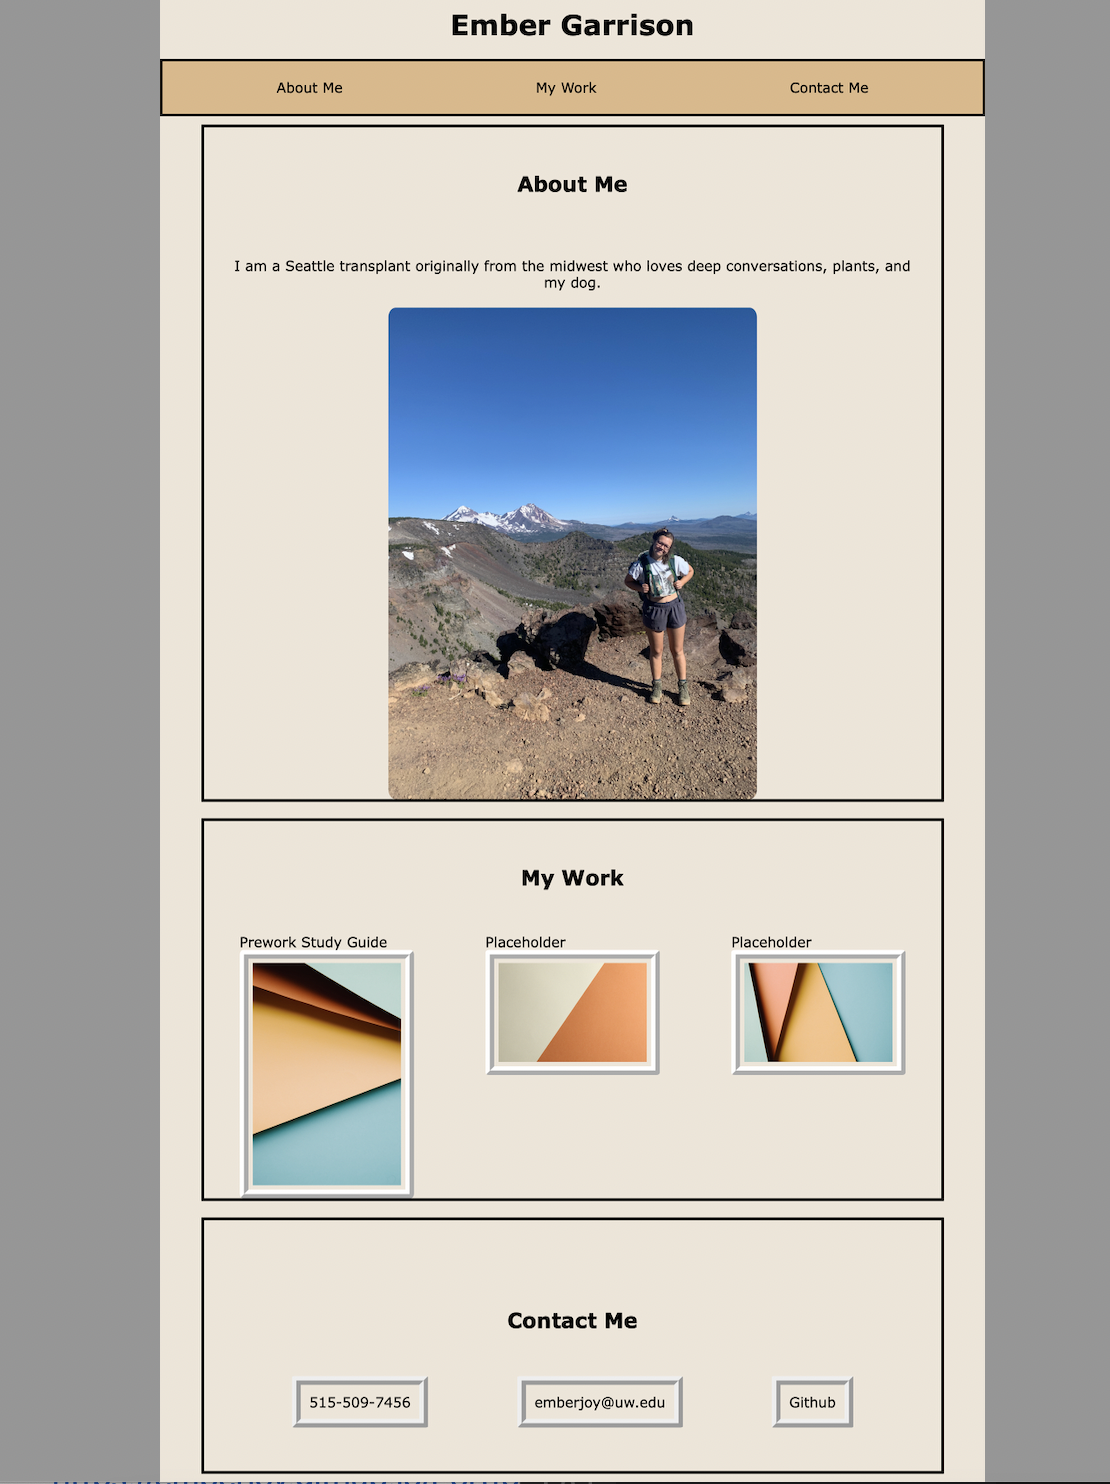 Ember Garrison
About Me
My Work
Contact Me
About Me
I am a Seattle transplant originally from the midwest who loves deep conversations, plants, and
my dog.
My Work
Prework Study Guide
Placeholder
Placeholder
Contact Me
515-509-7456
emberjoy@uw.edu
Github